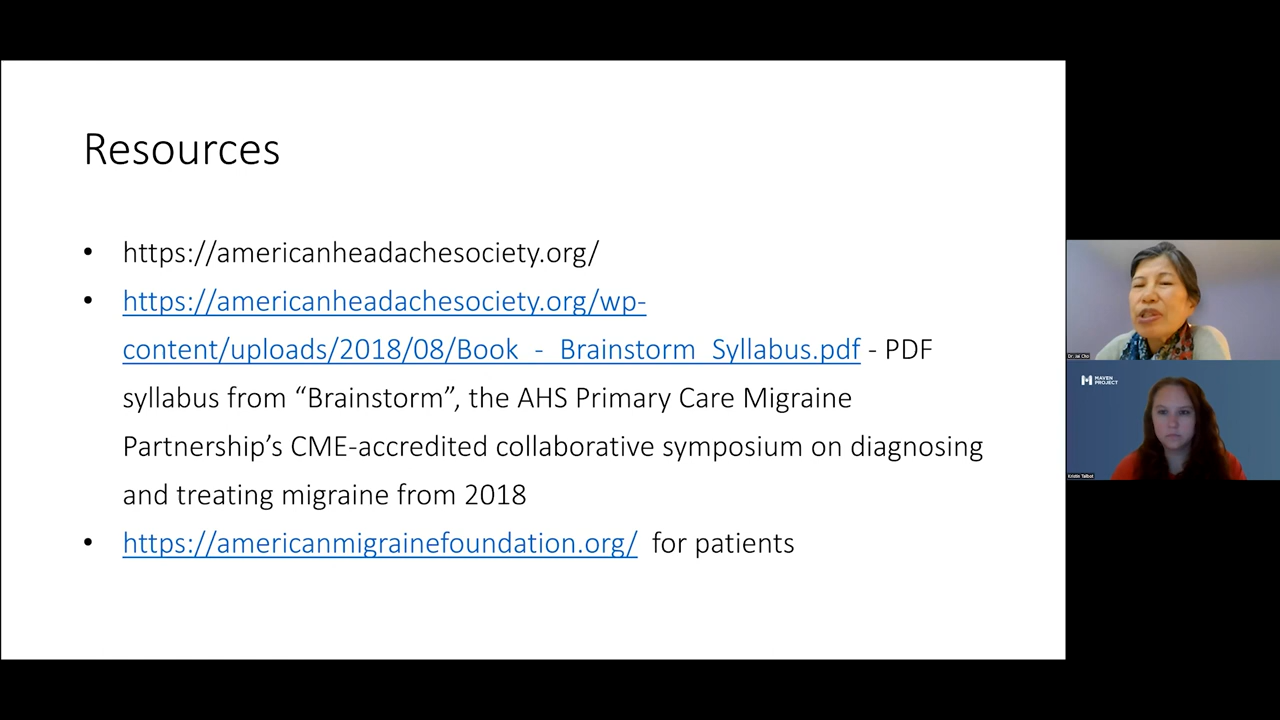 Resources
• https://americanheadachesociety.org/
• https://americanheadachesociety.org/wp-
content/uploads/2018/08/Book_-_Brainstorm_Syllabus.pdf - PDF
syllabus from “Brainstorm”, the AHS Primary Care Migraine
Partnership’s CME-accredited collaborative symposium on diagnosing
and treating migraine from 2018
• https://americanmigrainefoundation.org/ for patients
MAVEN
PROJECT
Kristin Talbot